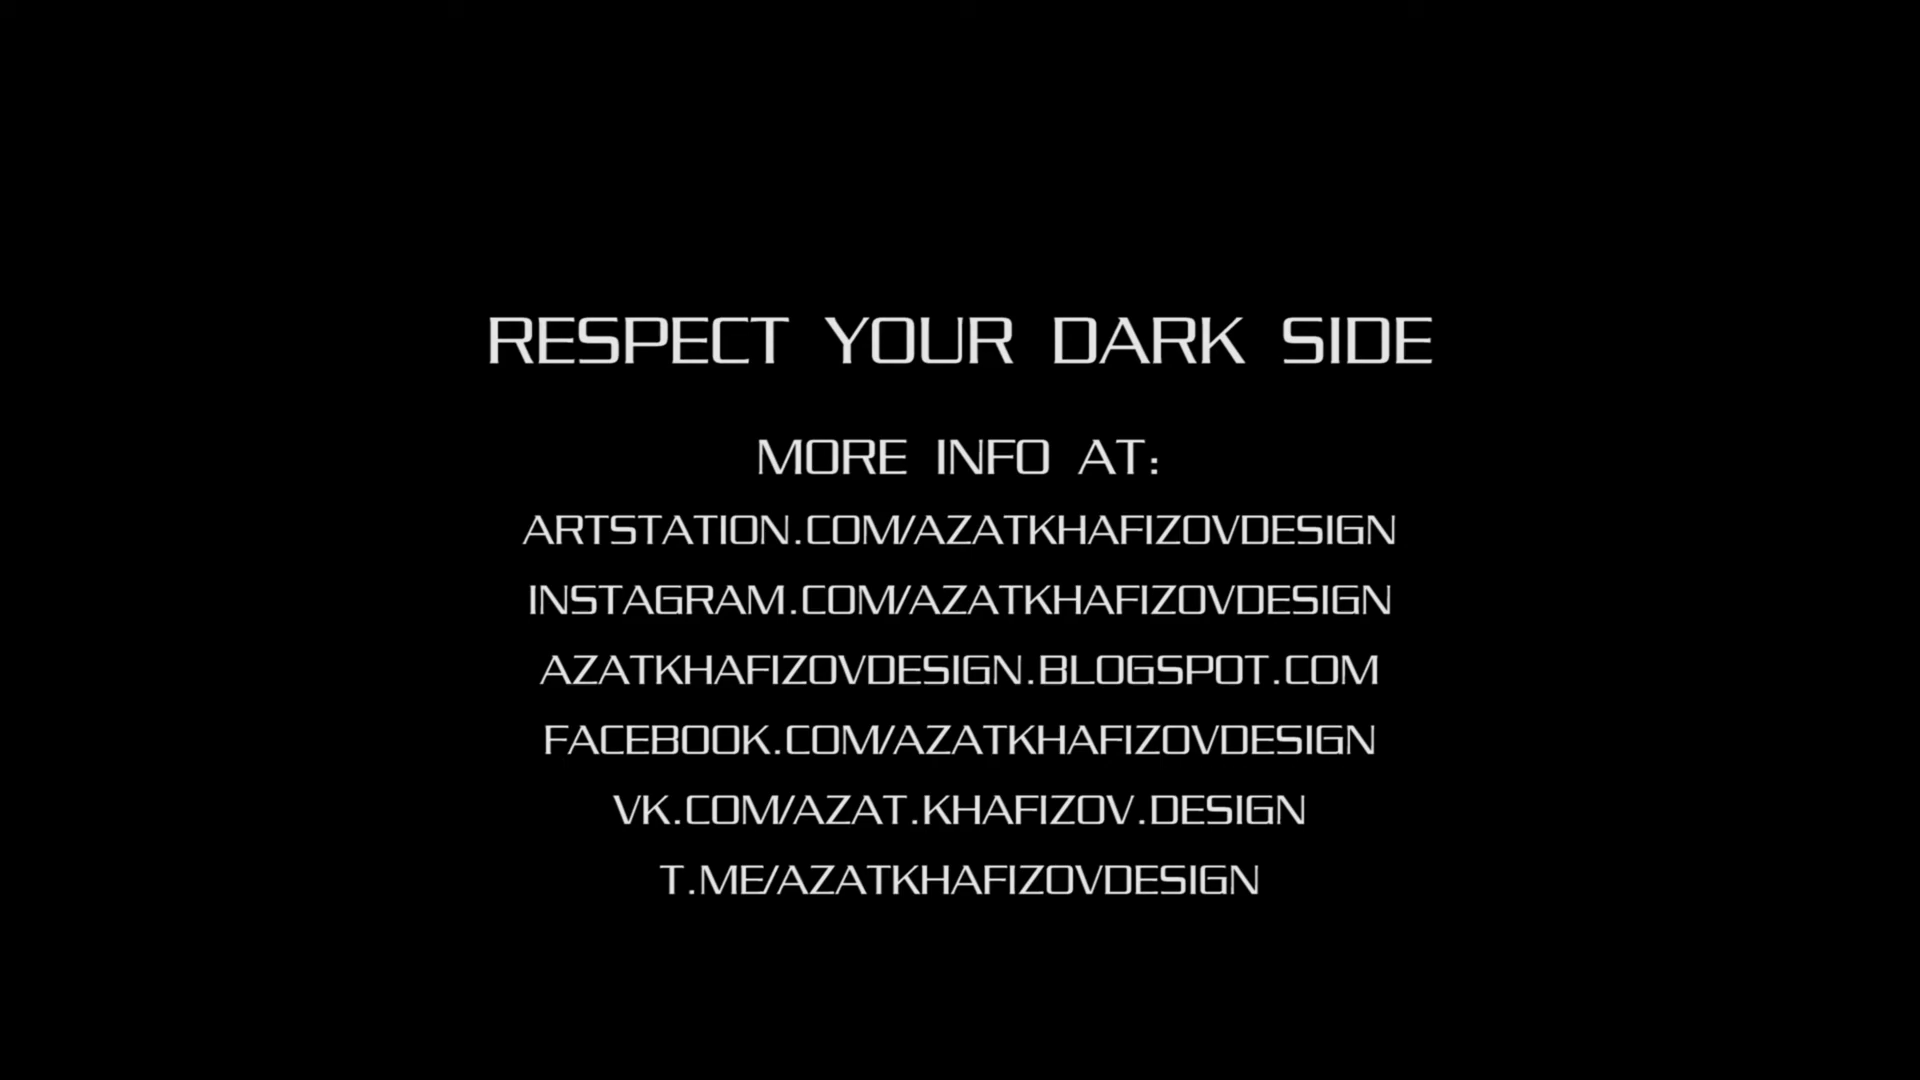 RESPECT YOUR DARK SIDE
MORE INFO AT:
ARTSTATION.COM/AZATKHAFIZOVDESIGN
INSTAGRAM.COM/AZATKHAFIZOVDESIGN
AZATKHAFIZOVDESIGN.BLOGSPOT.COM
FACEBOOK.COM/AZATKHAFIZOVDESIGN
VK.COM/AZAT.KHAFIZOV.DESIGN
T.ME/AZATKHAFIZOVDESIGN